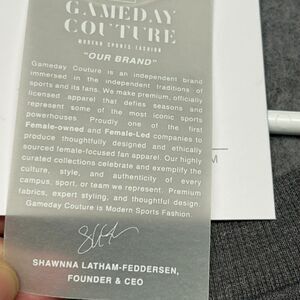 GAMEDAY
COUTURE
MODERN SPORTS FASHION
"OUR BRAND"
Gameday Couture is an independent brand
immersed in the independent traditions of
sports and its fans. We make premium, officially
licensed apparel that defies seasons and
represent some of the most iconic sports
powerhouses. Proudly one of the first
Female-owned and Female-Led companies to
produce thoughtfully designed and ethically
sourced female-focused fan apparel. Our highly
curated collections celebrate and exemplify the
culture, style, and authenticity of every
campus, sport, or team we represent. Premium
fabrics, expert styling, and thoughtful design.
Gameday Couture is Modern Sports Fashion.
SHAWNNA LATHAM-FEDDERSEN,
FOUNDER & CEO